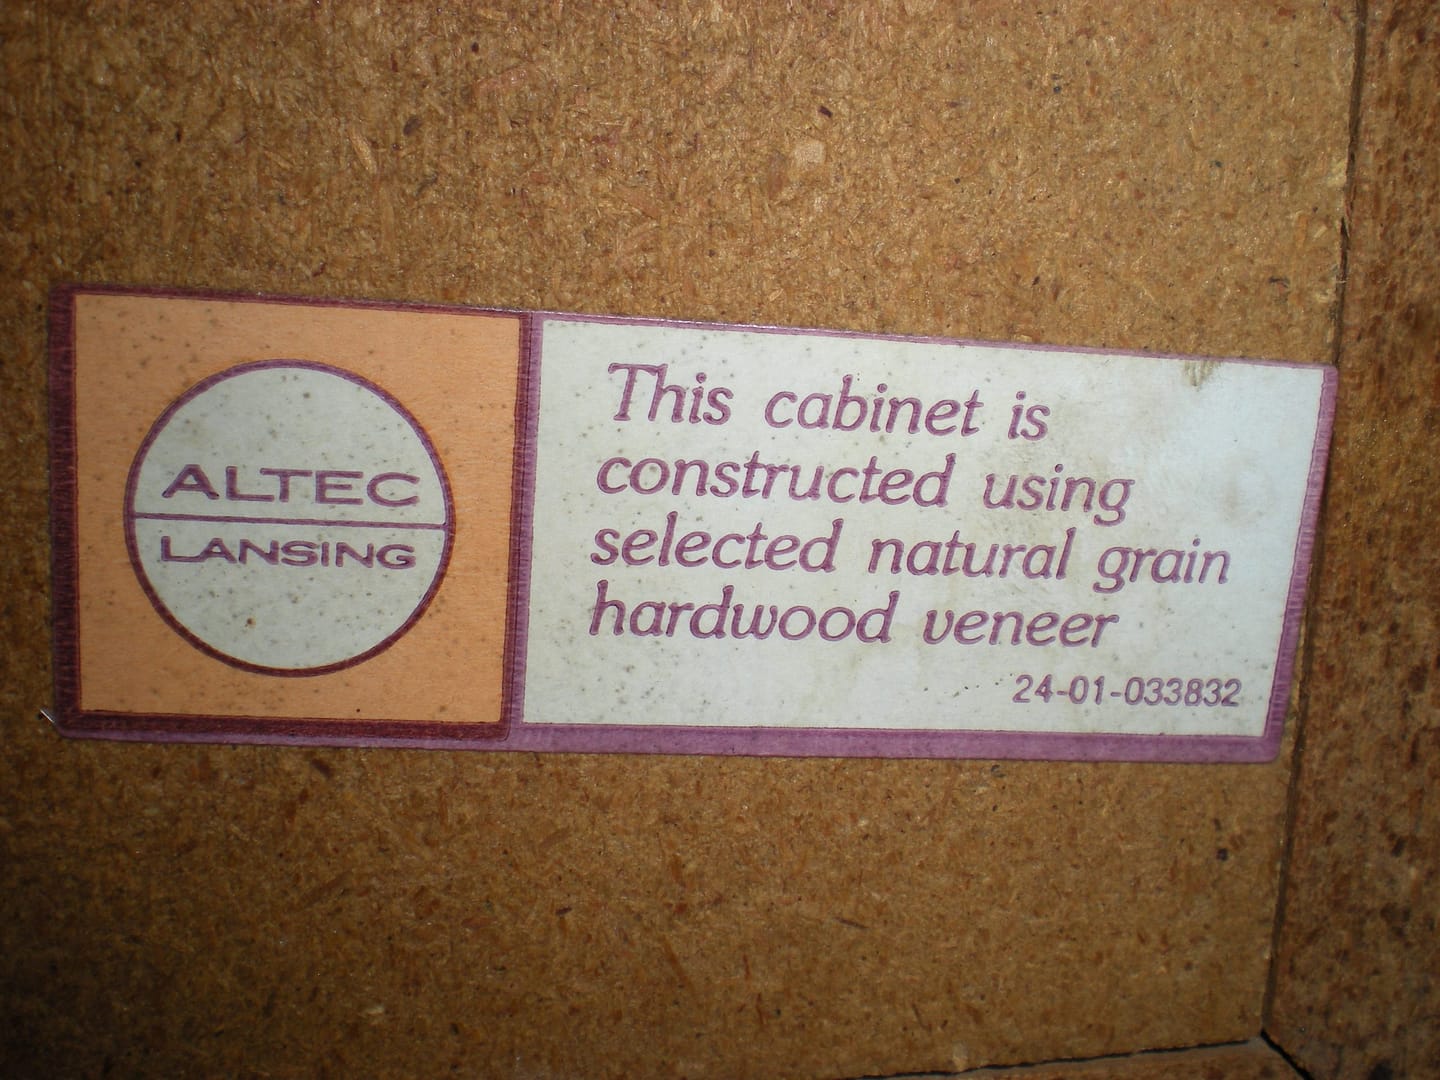 ALTEC
LANSING
This cabinet is
constructed using
selected natural grain
hardwood veneer
24-01-033832